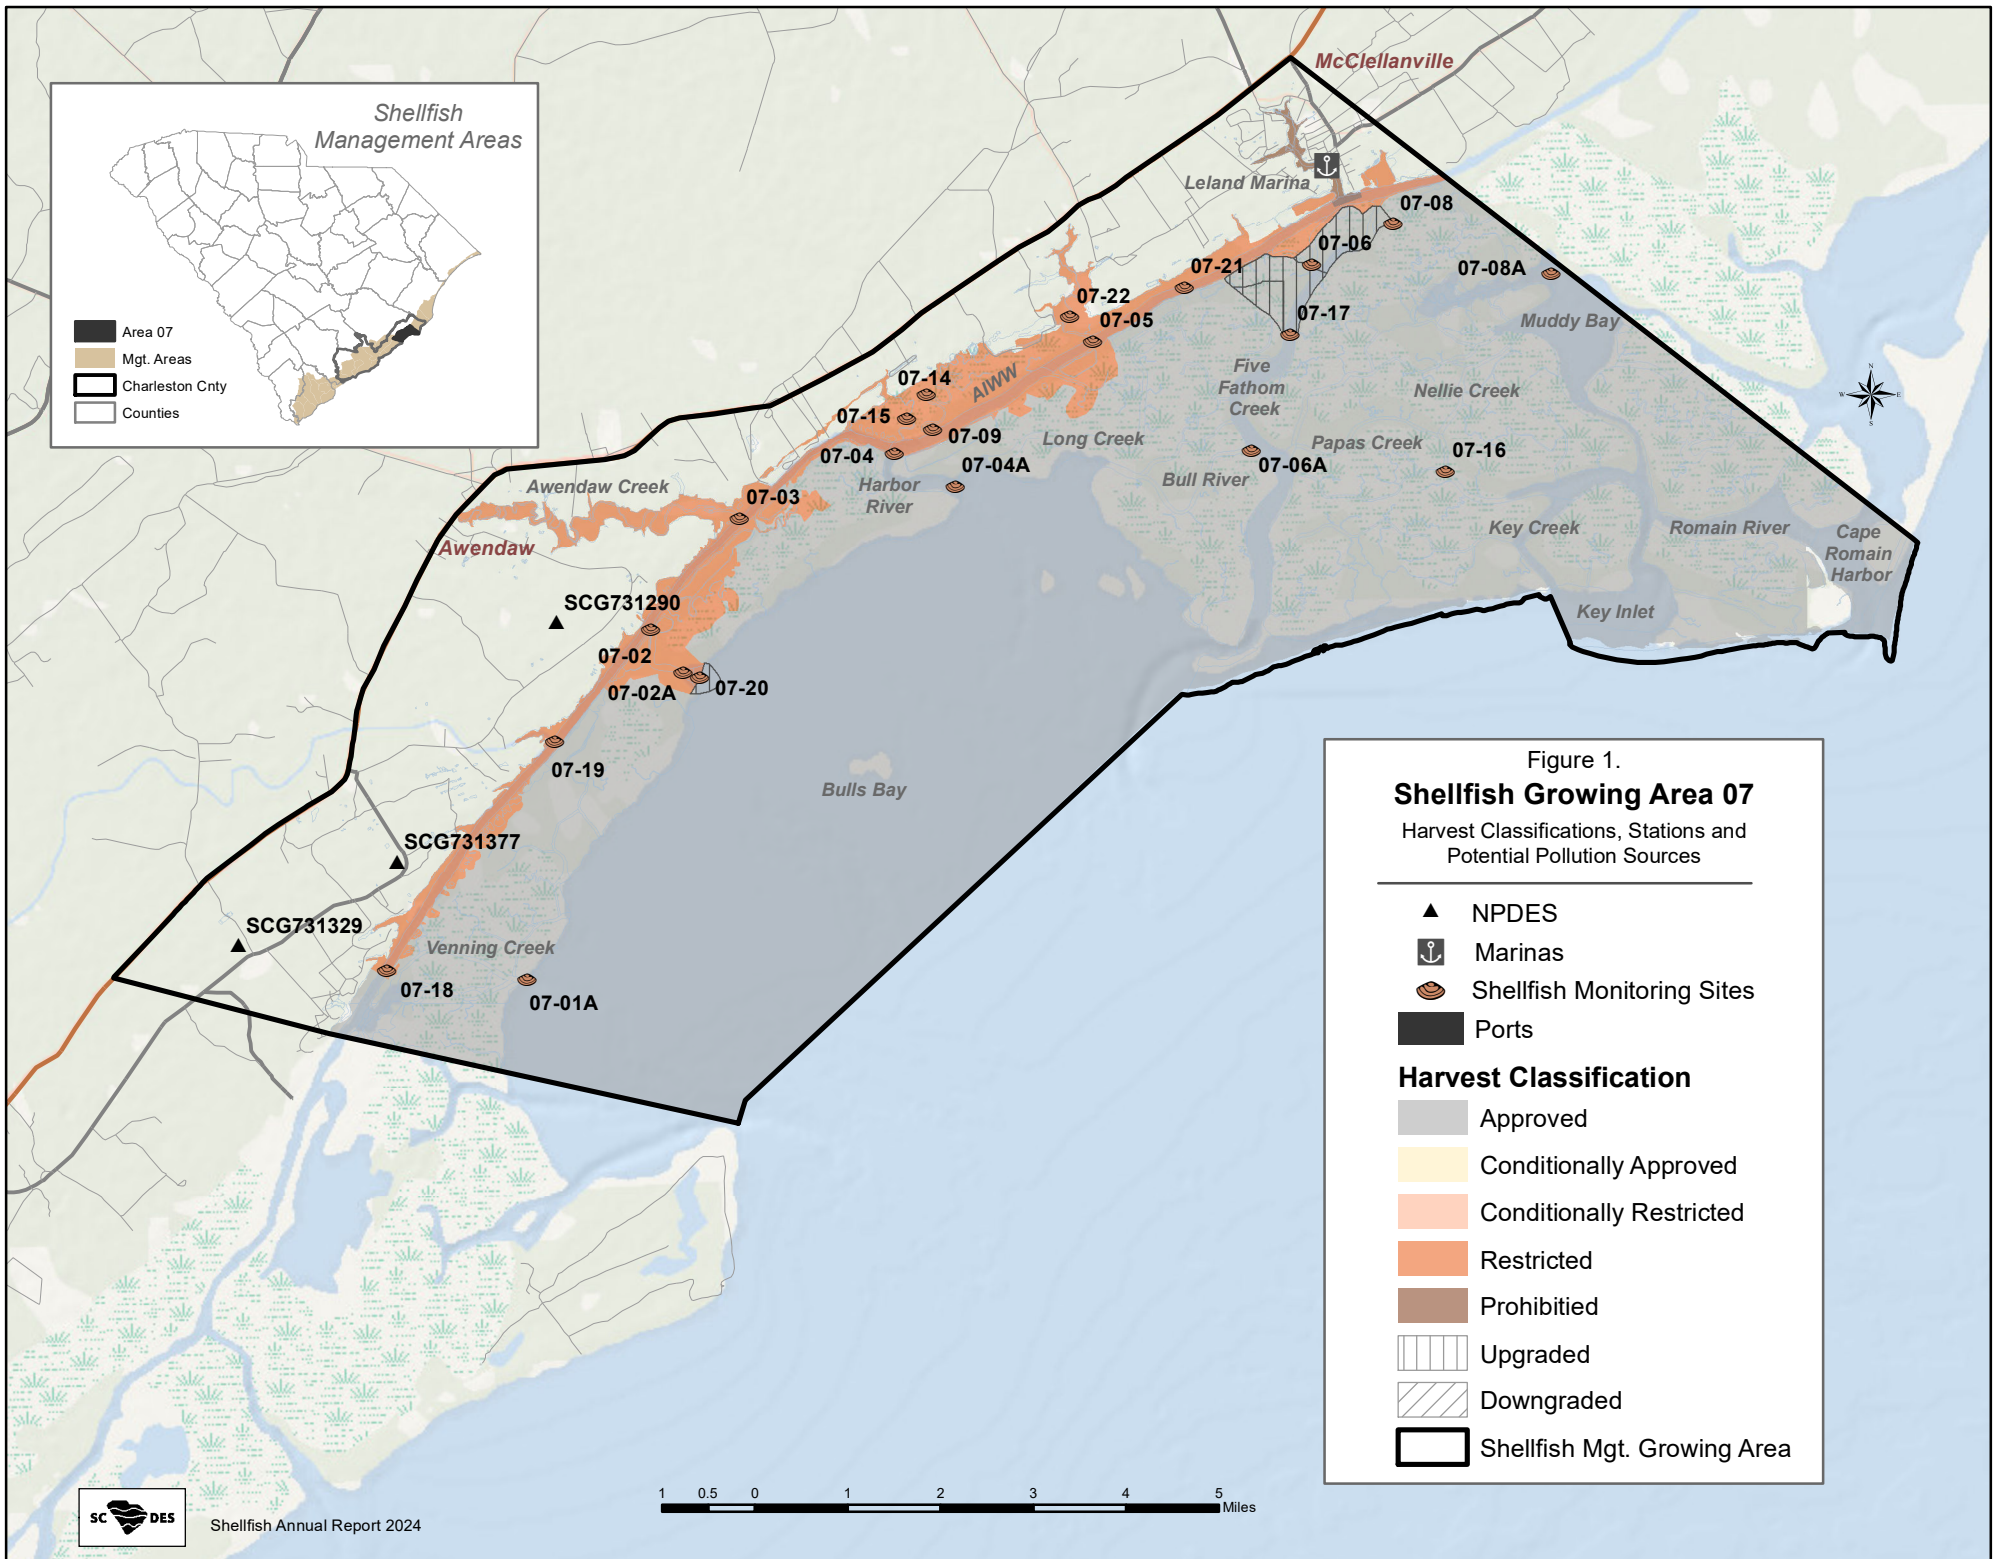 Shellfish
Management Areas
Area 07
Mgt. Areas
Charleston Cnty
Counties
McClellanville
Leland Marina
07-08
07-06
07-21
07-08A
07-22
07-05
07-17
Muddy Bay
N
W
E
S
07-14
AIWW
Five
Fathom
Creek
Nellie Creek
07-15
07-09
Long Creek
Papas Creek
07-16
07-04
07-04A
07-06A
Harbor
River
Bull River
Awendaw Creek
07-03
Key Creek
Romain River
Cape
Romain
Harbor
Awendaw
SCG731290
Key Inlet
07-02
07-02A
07-20
07-19
Bulls Bay
SCG731377
SCG731329
Venning Creek
07-18
07-01A
Figure 1.
Shellfish Growing Area 07
Harvest Classifications, Stations and
Potential Pollution Sources
NPDES
Marinas
Shellfish Monitoring Sites
Ports
Harvest Classification
Approved
Conditionally Approved
Conditionally Restricted
Restricted
Prohibitied
Upgraded
Downgraded
Shellfish Mgt. Growing Area
1 0.5 0 1 2 3 4 5
Miles
SC DES
Shellfish Annual Report 2024